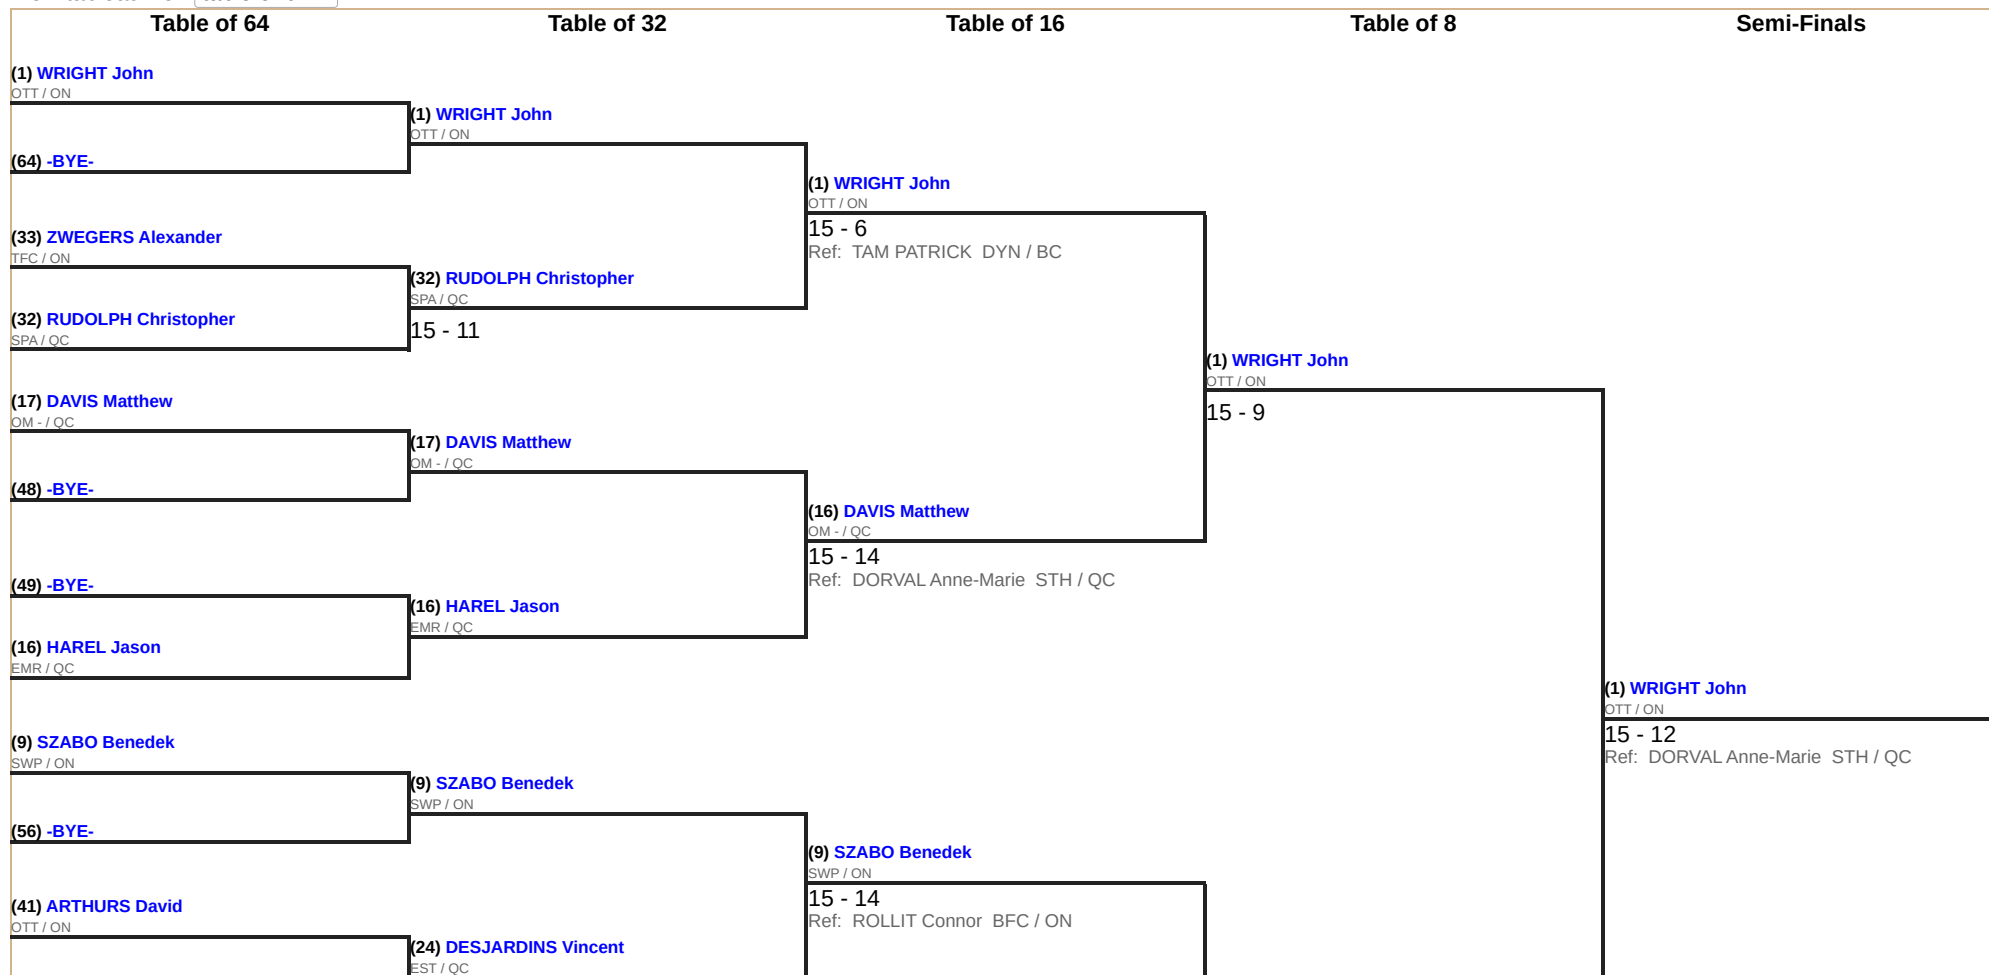 Table of 64
Table of 32
Table of 16
Table of 8
Semi-Finals
(1) WRIGHT John
OTT / ON
(64) -BYE-
(33) ZWEGERS Alexander
TFC / ON
(32) RUDOLPH Christopher
SPA / QC
(17) DAVIS Matthew
OM - / QC
(48) -BYE-
(49) -BYE-
(16) HAREL Jason
EMR / QC
(9) SZABO Benedek
SWP / ON
(56) -BYE-
(41) ARTHURS David
OTT / ON
(1) WRIGHT John
OTT / ON
(32) RUDOLPH Christopher
SPA / QC
15 - 11
(17) DAVIS Matthew
OM - / QC
(16) HAREL Jason
EMR / QC
(9) SZABO Benedek
SWP / ON
(24) DESJARDINS Vincent
EST / QC
(1) WRIGHT John
OTT / ON
15 - 6
Ref: TAM PATRICK DYN / BC
(16) DAVIS Matthew
OM - / QC
15 - 14
Ref: DORVAL Anne-Marie STH / QC
(9) SZABO Benedek
SWP / ON
15 - 14
Ref: ROLLIT Connor BFC / ON
(1) WRIGHT John
OTT / ON
15 - 9
(1) WRIGHT John
OTT / ON
15 - 12
Ref: DORVAL Anne-Marie STH / QC